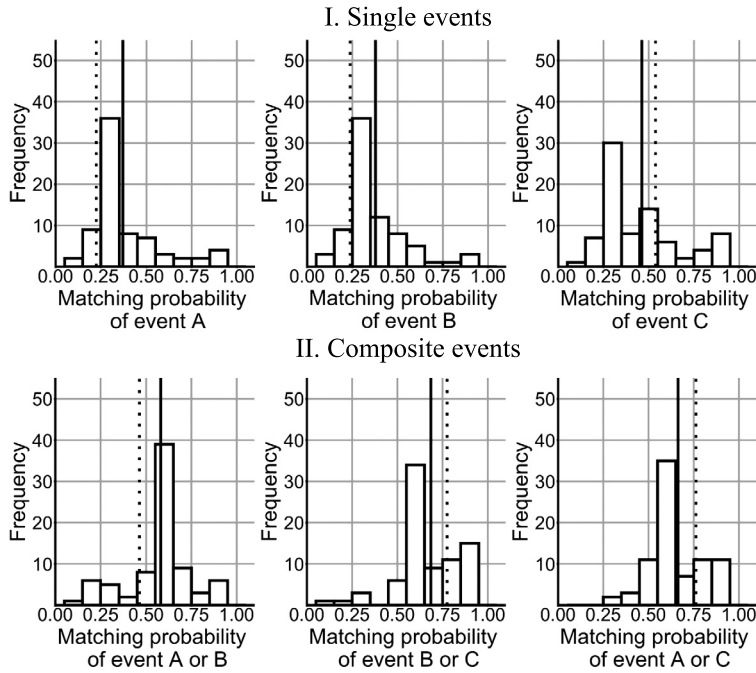 I. Single events
50
40
30
20
10
Frequency
0.00 0.25 0.50 0.75 1.00
Matching probability
of event A
50
40
30
20
10
Frequency
0.00 0.25 0.50 0.75 1.00
Matching probability
of event B
50
40
30
20
10
Frequency
0.00 0.25 0.50 0.75 1.00
Matching probability
of event C
II. Composite events
50
40
30
20
10
Frequency
0.00 0.25 0.50 0.75 1.00
Matching probability
of event A or B
50
40
30
20
10
Frequency
0.00 0.25 0.50 0.75 1.00
Matching probability
of event B or C
50
40
30
20
10
Frequency
0.00 0.25 0.50 0.75 1.00
Matching probability
of event A or C